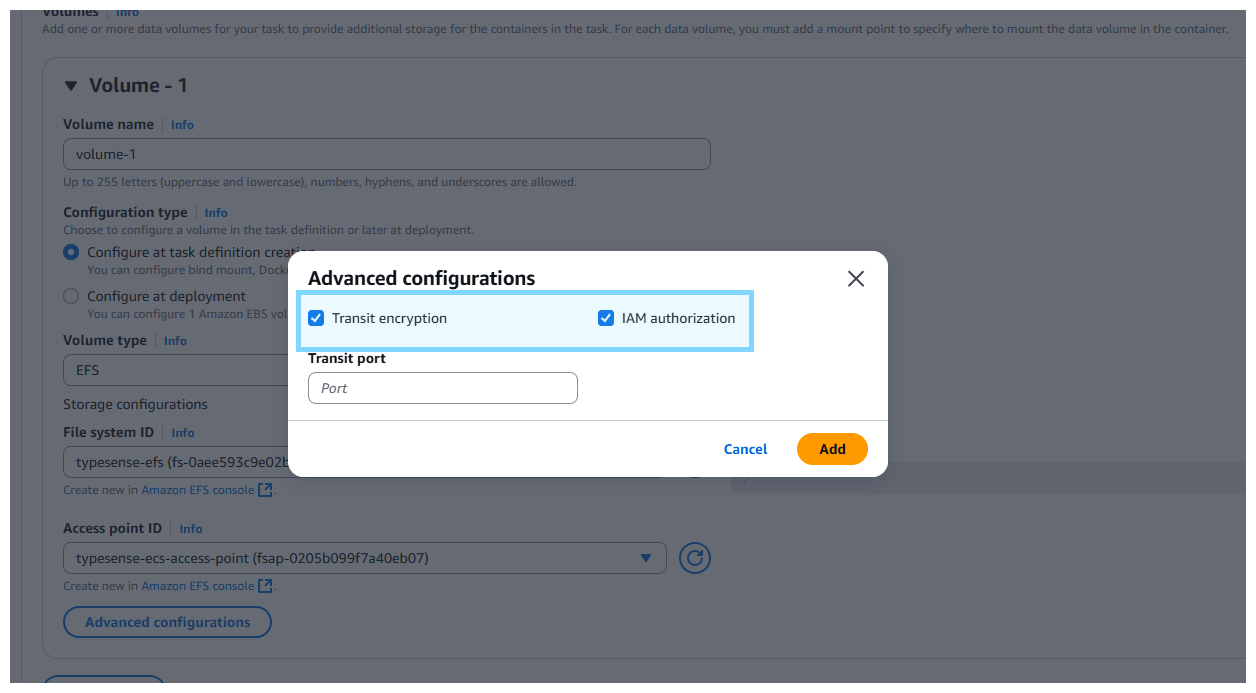 Volumes Info
Add one or more data volumes for your task to provide additional storage for the containers in the task. For each data volume, you must add a mount point to specify where to mount the data volume in the container.
Volume - 1
Volume name Info
volume-1
Up to 255 letters (uppercase and lowercase), numbers, hyphens, and underscores are allowed.
Configuration type Info
Choose to configure a volume in the task definition or later at deployment.
Configure at task definition creation
You can configure bind mount, Dock
Configure at deployment
You can configure 1 Amazon EBS vol
Volume type Info
EFS
Storage configurations
File system ID Info
typesense-efs (fs-0aee593c9e02b
Create new in Amazon EFS console .
/
Access point ID Info
typesense-ecs-access-point (fsap-0205b099f7a40eb07)
Create new in Amazon EFS console .
Advanced configurations
Advanced configurations
Transit encryption
IAM authorization
Transit port
Port
Cancel
Add